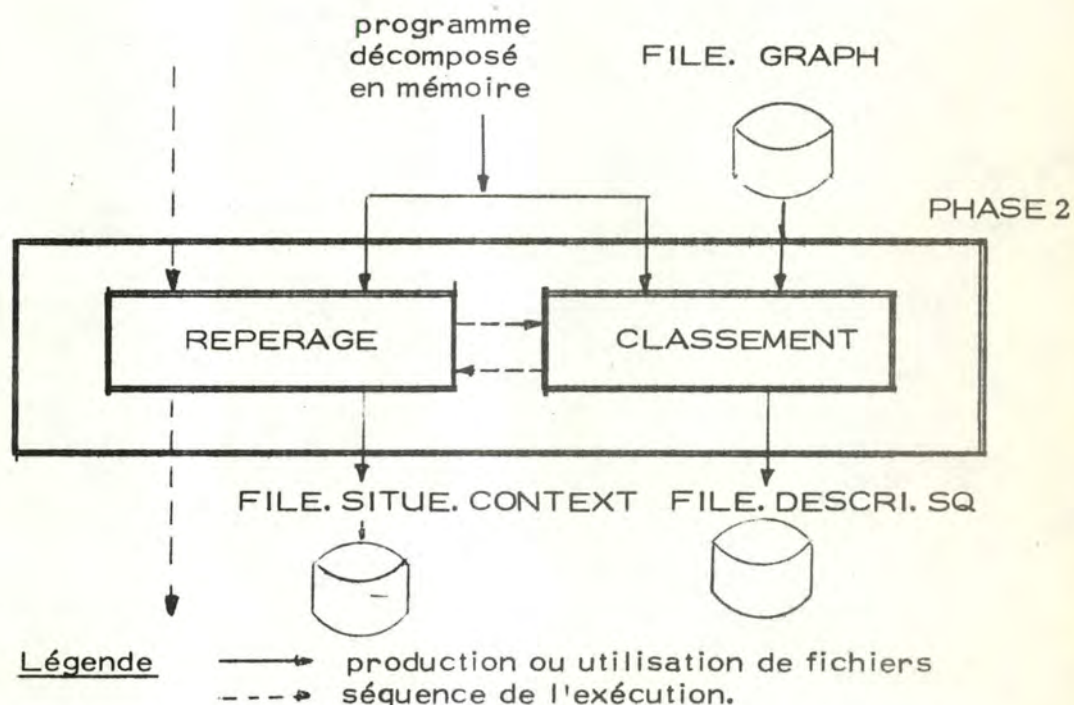 programme
décomposé
en mémoire
FILE. GRAPH
PHASE 2
REPERAGE
CLASSEMENT
FILE. SITUE. CONTEXT
FILE. DESCRI. SQ
Légende
production ou utilisation de fichiers
séquence de l'exécution.